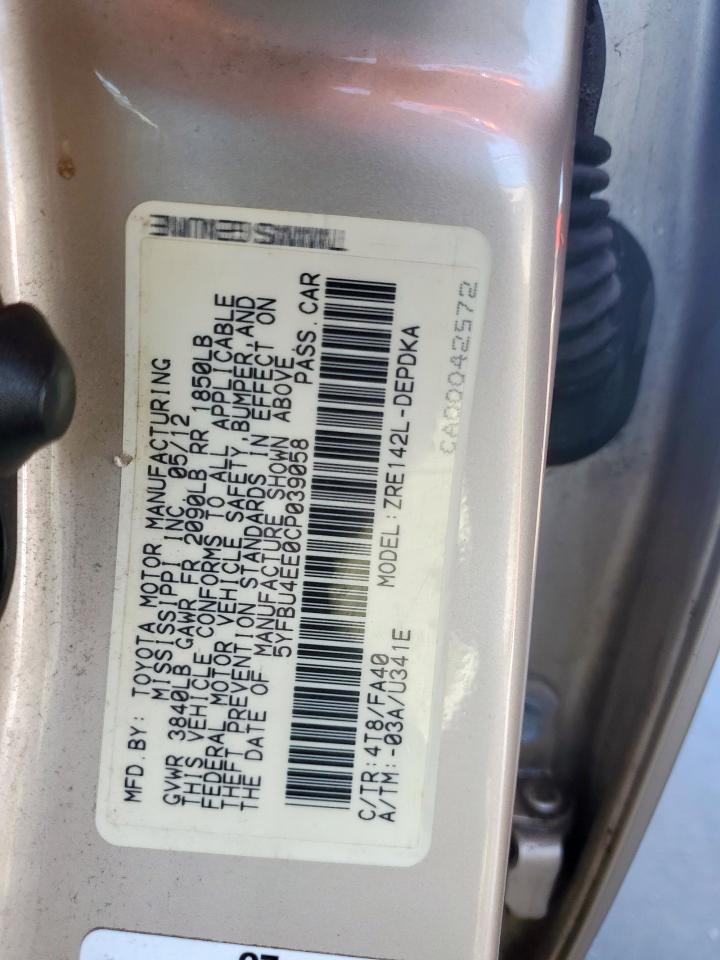 MFD.BY: TOYOTA MOTOR MANUFACTURING
MISSISSIPPI INC. 05/12
GVWR 3840LB GAWR FR 2090LB RR 1850LB
THIS VEHICLE CONFORMS TO ALL APPLICABLE
FEDERAL MOTOR VEHICLE SAFETY,BUMPER,AND
THEFT PREVENTION STANDARDS IN EFFECT ON
THE DATE OF MANUFACTURE SHOWN ABOVE
5YFBU4EE0CP039058 PASS.CAR
C/TR:4T8/FA40 MODEL:ZRE142L-DEPDKA
A/TM:-03A/U341E
CA00042572